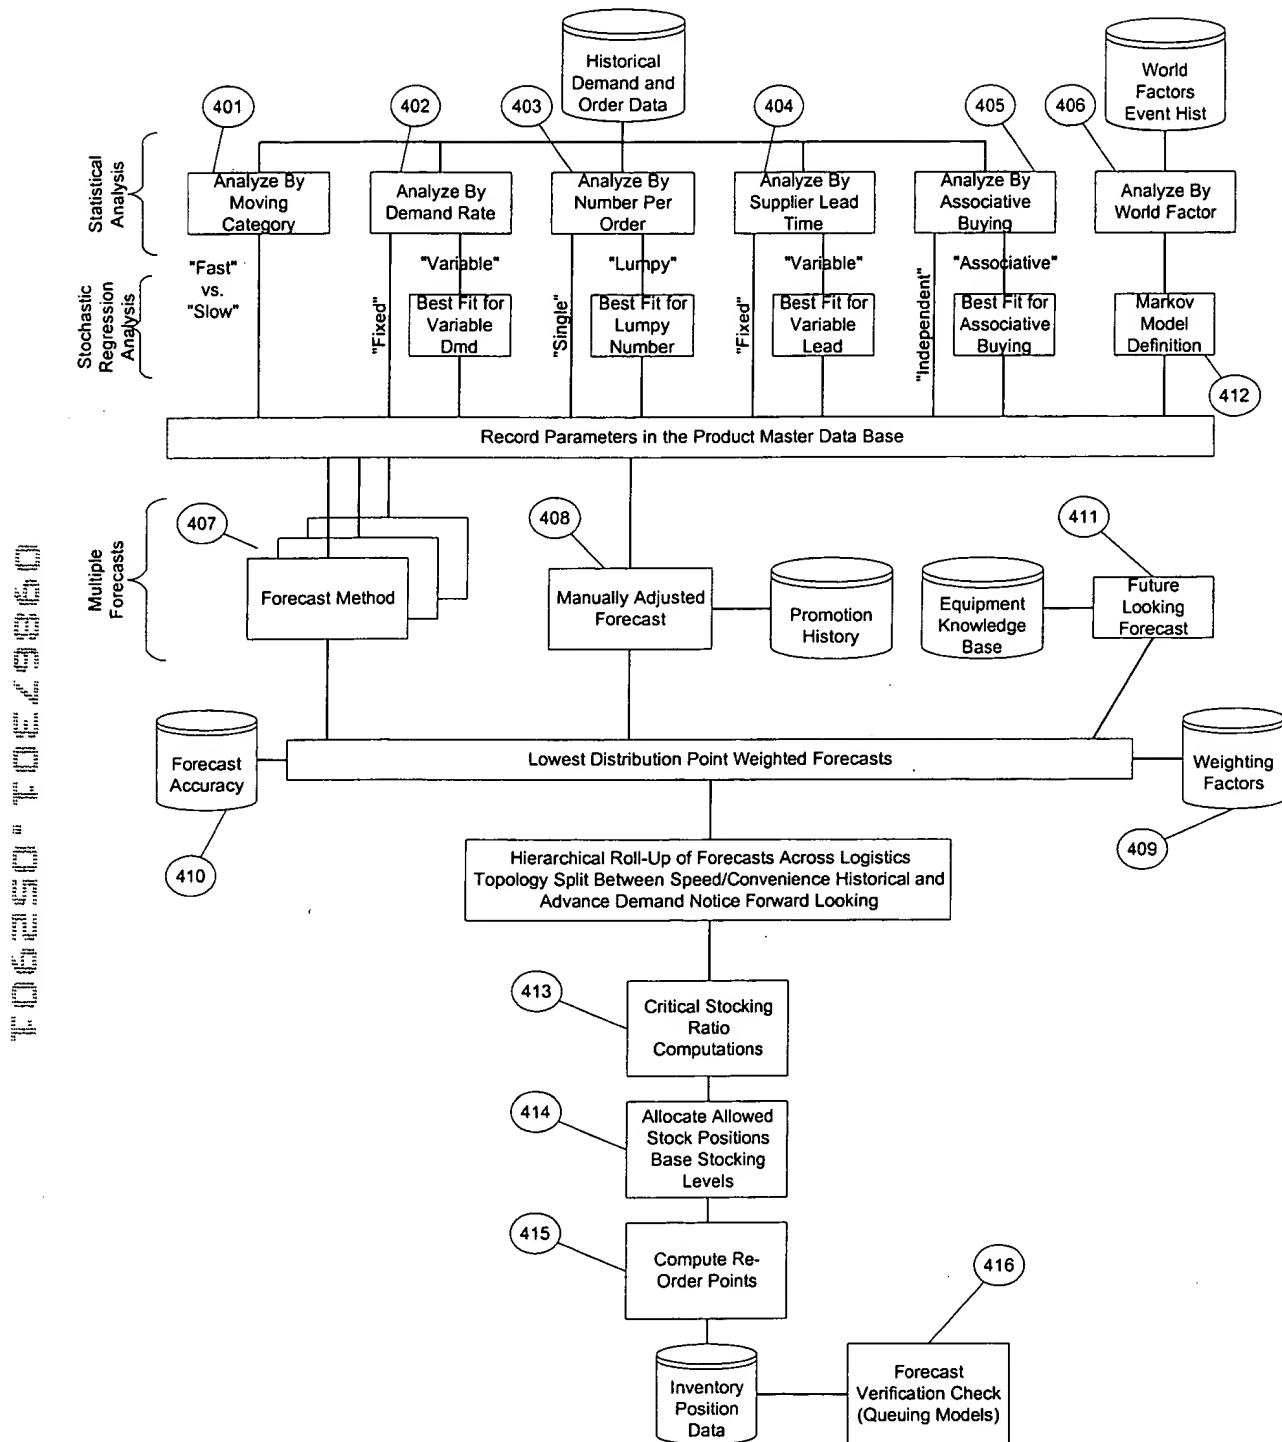 Historical
Demand and
Order Data
World
Factors
Event Hist
401
402
403
404
405
406
Statistical
Analysis
Analyze By
Moving
Category
Analyze By
Demand Rate
Analyze By
Number Per
Order
Analyze By
Supplier Lead
Time
Analyze By
Associative
Buying
Analyze By
World Factor
Stochastic
Regression
Analysis
"Fast"
vs.
"Slow"
"Fixed"
"Variable"
Best Fit for
Variable
Dmd
"Single"
"Lumpy"
Best Fit for
Lumpy
Number
"Fixed"
"Variable"
Best Fit for
Variable
Lead
"Independent"
"Associative"
Best Fit for
Associative
Buying
Markov
Model
Definition
412
Record Parameters in the Product Master Data Base
Multiple
Forecasts
407
Forecast Method
408
Manually Adjusted
Forecast
Promotion
History
Equipment
Knowledge
Base
411
Future
Looking
Forecast
Forecast
Accuracy
410
Lowest Distribution Point Weighted Forecasts
Weighting
Factors
409
Hierarchical Roll-Up of Forecasts Across Logistics
Topology Split Between Speed/Convenience Historical and
Advance Demand Notice Forward Looking
413
Critical Stocking
Ratio
Computations
414
Allocate Allowed
Stock Positions
Base Stocking
Levels
415
Compute Re-
Order Points
416
Inventory
Position
Data
Forecast
Verification Check
(Queuing Models)